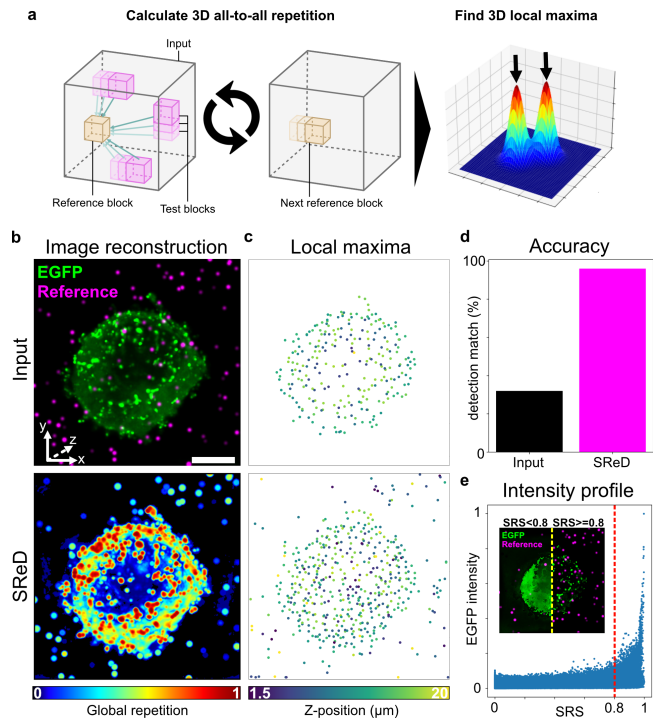 a
Calculate 3D all-to-all repetition
Find 3D local maxima
Input
Reference block
Test blocks
Next reference block
b
Image reconstruction
EGFP
Reference
Input
y
z
x
SReD
0
1
Global repetition
c
Local maxima
1.5
20
Z-position (µm)
d
Accuracy
100
detection match (%)
0
Input
SReD
e
Intensity profile
1
EGFP intensity
0
SRS<0.8 SRS>=0.8
EGFP
Reference
0
0.8
1
SRS